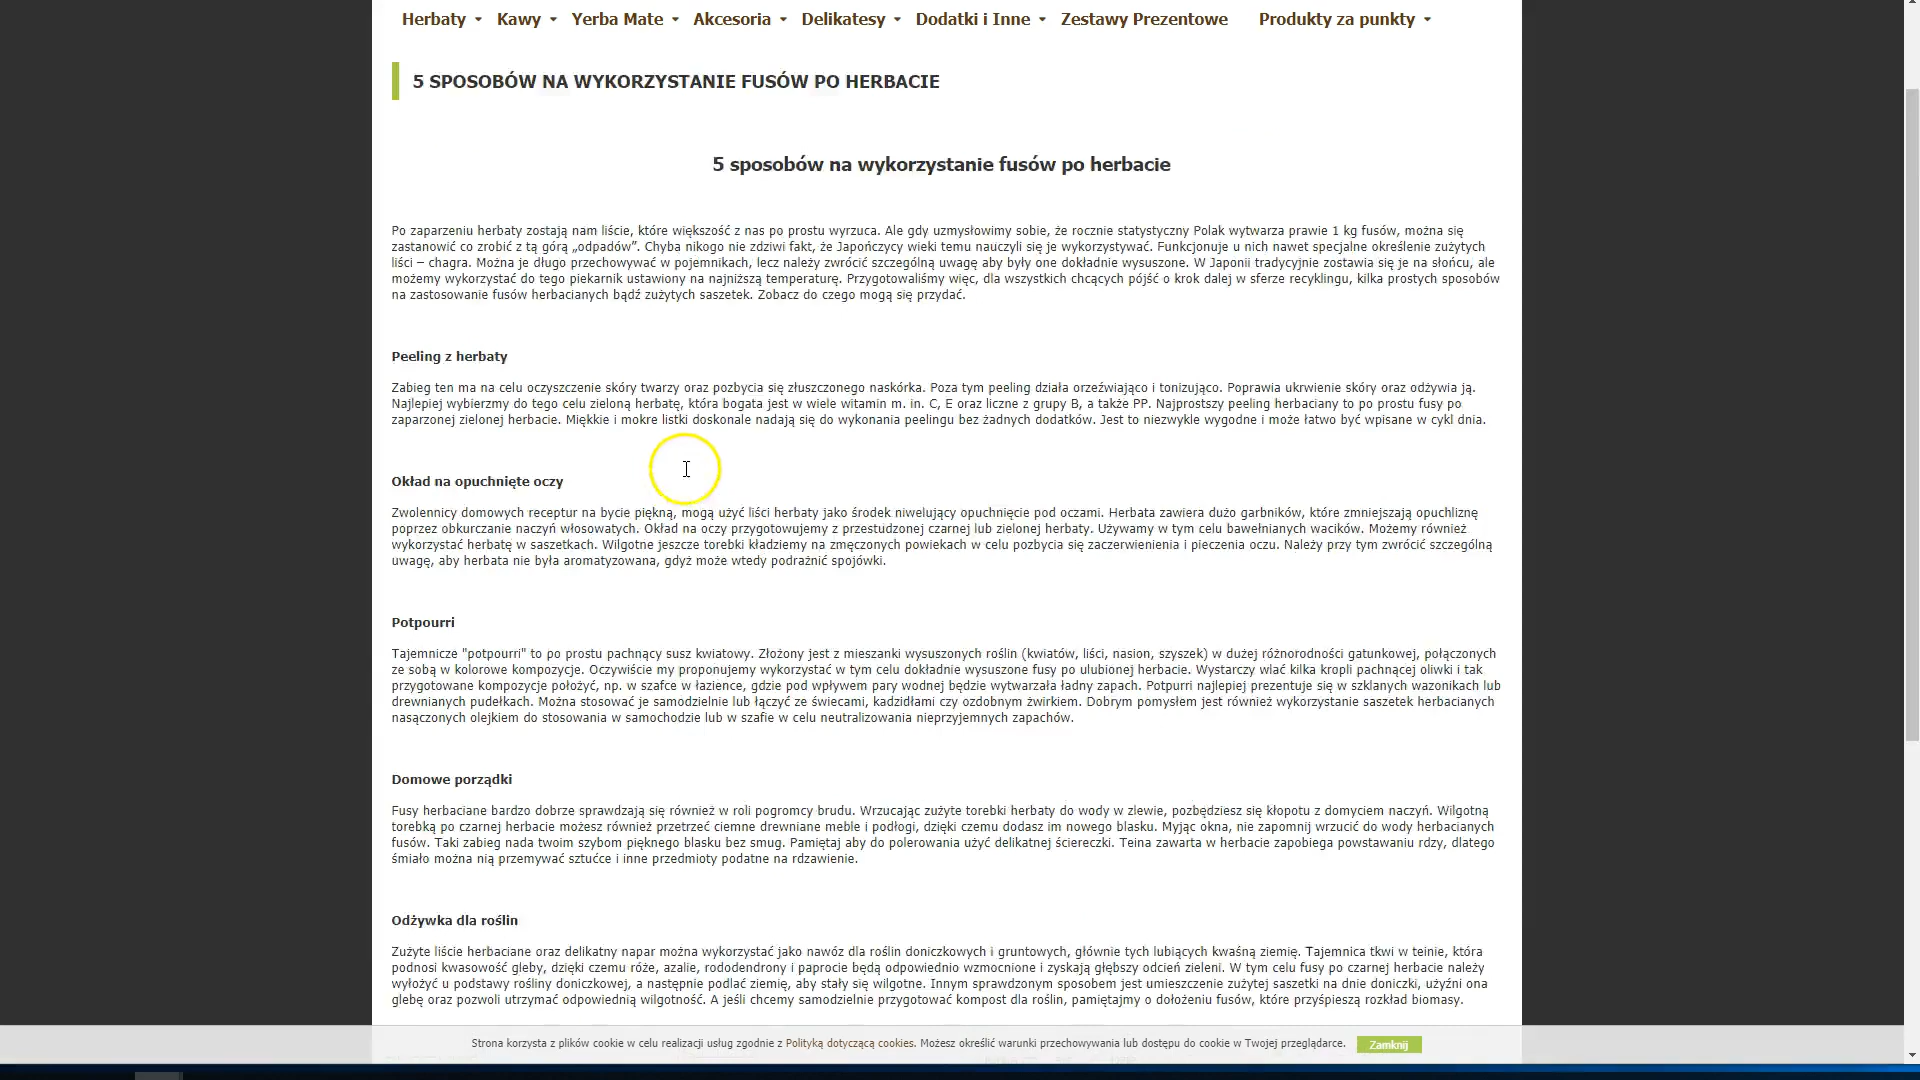 Herbaty Kawy Yerba Mate Akcesoria Delikatesy Dodatki i Inne Zestawy Prezentowe Produkty za punkty
5 SPOSOBÓW NA WYKORZYSTANIE FUSÓW PO HERBACIE
5 sposobów na wykorzystanie fusów po herbacie
Po zaparzeniu herbaty zostają nam liście, które większość z nas po prostu wyrzuca. Ale gdy uzmysłowimy sobie, że rocznie statystyczny Polak wytwarza prawie 1 kg fusów, można się
zastanowić co zrobić z tą górą „odpadów”. Chyba nikogo nie zdziwi fakt, że Japończycy wieki temu nauczyli się je wykorzystywać. Funkcjonuje u nich nawet specjalne określenie zużytych
liści – chagra. Można je długo przechowywać w pojemnikach, lecz należy zwrócić szczególną uwagę aby były one dokładnie wysuszone. W Japonii tradycyjnie zostawia się je na słońcu, ale
możemy wykorzystać do tego piekarnik ustawiony na najniższą temperaturę. Przygotowaliśmy więc, dla wszystkich chcących pójść o krok dalej w sferze recyklingu, kilka prostych sposobów
na zastosowanie fusów herbacianych bądź zużytych saszetek. Zobacz do czego mogą się przydać.
Peeling z herbaty
Zabieg ten ma na celu oczyszczenie skóry twarzy oraz pozbycia się złuszczonego naskórka. Poza tym peeling działa orzeźwiająco i tonizująco. Poprawia ukrwienie skóry oraz odżywia ją.
Najlepiej wybierzmy do tego celu zieloną herbatę, która bogata jest w wiele witamin m. in. C, E oraz liczne z grupy B, a także PP. Najprostszy peeling herbaciany to po prostu fusy po
zaparzonej zielonej herbacie. Miękkie i mokre listki doskonale nadają się do wykonania peelingu bez żadnych dodatków. Jest to niezwykle wygodne i może łatwo być wpisane w cykl dnia.
Okład na opuchnięte oczy
Zwolennicy domowych receptur na bycie piękną, mogą użyć liści herbaty jako środek niwelujący opuchnięcie pod oczami. Herbata zawiera dużo garbników, które zmniejszają opuchliznę
poprzez obkurczanie naczyń włosowatych. Okład na oczy przygotowujemy z przestudzonej czarnej lub zielonej herbaty. Używamy w tym celu bawełnianych wacików. Możemy również
wykorzystać herbatę w saszetkach. Wilgotne jeszcze torebki kładziemy na zmęczonych powiekach w celu pozbycia się zaczerwienienia i pieczenia oczu. Należy przy tym zwrócić szczególną
uwagę, aby herbata nie była aromatyzowana, gdyż może wtedy podrażnić spojówki.
Potpourri
Tajemnicze "potpourri" to po prostu pachnący susz kwiatowy. Złożony jest z mieszanki wysuszonych roślin (kwiatów, liści, nasion, szyszek) w dużej różnorodności gatunkowej, połączonych
ze sobą w kolorowe kompozycje. Oczywiście my proponujemy wykorzystać w tym celu dokładnie wysuszone fusy po ulubionej herbacie. Wystarczy wlać kilka kropli pachnącej oliwki i tak
przygotowane kompozycje położyć, np. w szafce w łazience, gdzie pod wpływem pary wodnej będzie wytwarzała ładny zapach. Potpurri najlepiej prezentuje się w szklanych wazonikach lub
drewnianych pudełkach. Można stosować je samodzielnie lub łączyć ze świecami, kadzidłami czy ozdobnym żwirkiem. Dobrym pomysłem jest również wykorzystanie saszetek herbacianych
nasączonych olejkiem do stosowania w samochodzie lub w szafie w celu neutralizowania nieprzyjemnych zapachów.
Domowe porządki
Fusy herbaciane bardzo dobrze sprawdzają się również w roli pogromcy brudu. Wrzucając zużyte torebki herbaty do wody w zlewie, pozbędziesz się kłopotu z domyciem naczyń. Wilgotną
torebką po czarnej herbacie możesz również przetrzeć ciemne drewniane meble i podłogi, dzięki czemu dodasz im nowego blasku. Myjąc okna, nie zapomnij wrzucić do wody herbacianych
fusów. Taki zabieg nada twoim szybom pięknego blasku bez smug. Pamiętaj aby do polerowania użyć delikatnej ściereczki. Teina zawarta w herbacie zapobiega powstawaniu rdzy, dlatego
śmiało można nią przemywać sztućce i inne przedmioty podatne na rdzawienie.
Odżywka dla roślin
Zużyte liście herbaciane oraz delikatny napar można wykorzystać jako nawóz dla roślin doniczkowych i gruntowych, głównie tych lubiących kwaśną ziemię. Tajemnica tkwi w teinie, która
podnosi kwasowość gleby, dzięki czemu róże, azalie, rododendrony i paprocie będą odpowiednio wzmocnione i zyskają głębszy odcień zieleni. W tym celu fusy po czarnej herbacie należy
wyłożyć u podstawy rośliny doniczkowej, a następnie podlać ziemię, aby stały się wilgotne. Innym sprawdzonym sposobem jest umieszczenie zużytej saszetki na dnie doniczki, użyźni ona
glebę oraz pozwoli utrzymać odpowiednią wilgotność. A jeśli chcemy samodzielnie przygotować kompost dla roślin, pamiętajmy o dołożeniu fusów, które przyśpieszą rozkład biomasy.
Strona korzysta z plików cookie w celu realizacji usług zgodnie z Polityką dotyczącą cookies. Możesz określić warunki przechowywania lub dostępu do cookie w Twojej przeglądarce. Zamknij